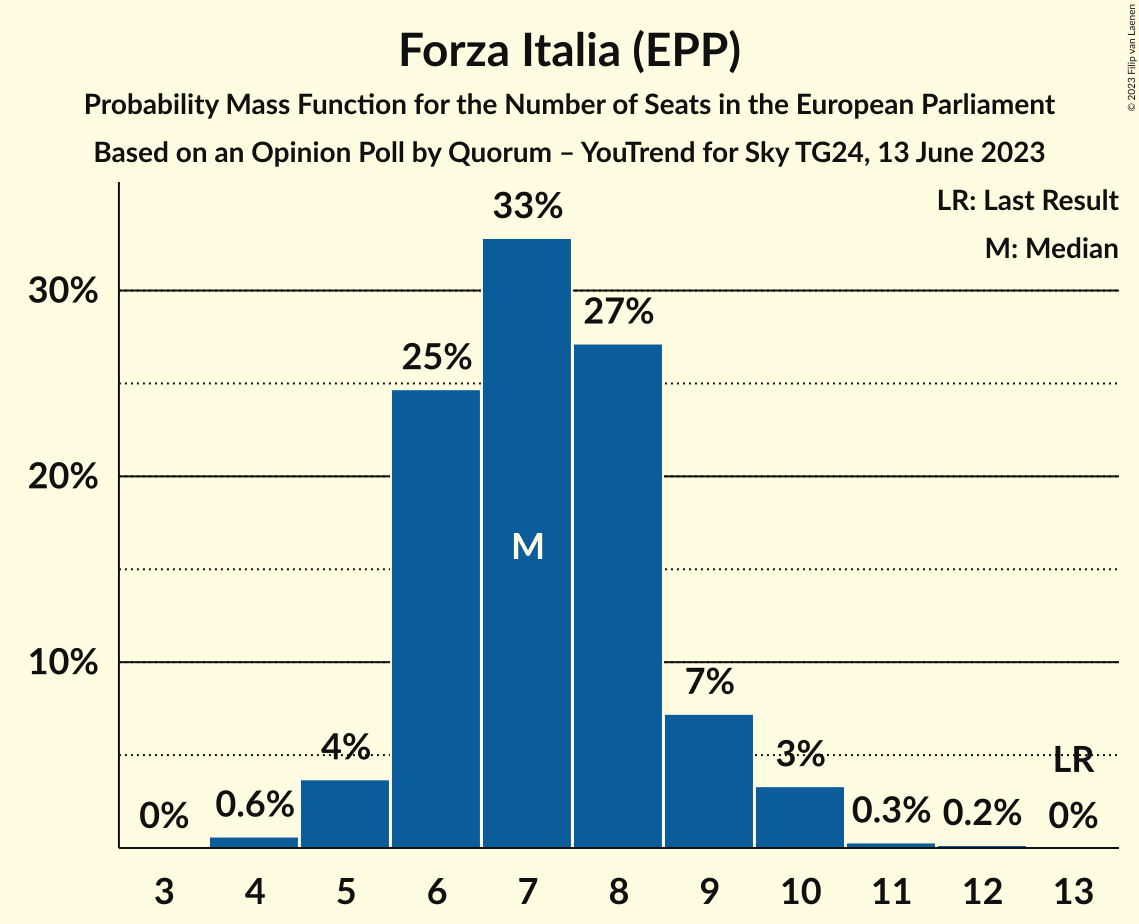 Forza Italia (EPP)
Probability Mass Function for the Number of Seats in the European Parliament
Based on an Opinion Poll by Quorum – YouTrend for Sky TG24, 13 June 2023
© 2023 Filip van Laenen
LR: Last Result
M: Median
33%
30%
27%
25%
20%
M
10%
7%
4%
3%
LR
0%
0.6%
0.3%
0.2%
0%
3 4 5 6 7 8 9 10 11 12 13